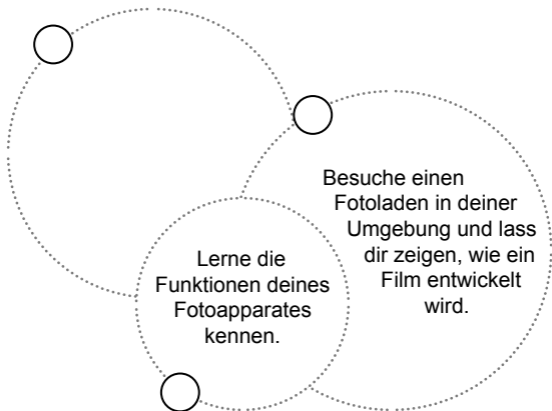 Besuche einen
Fotoladen in deiner
Umgebung und lass
dir zeigen, wie ein
Film entwickelt
wird.
Lerne die
Funktionen deines
Fotoapparates
kennen.